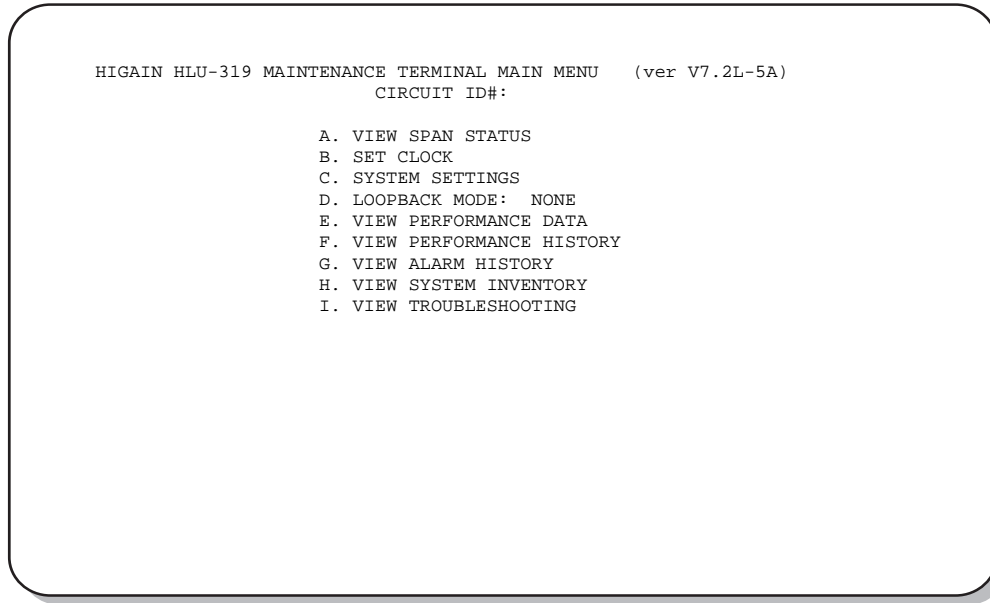 HIGAIN HLU-319 MAINTENANCE TERMINAL MAIN MENU (ver V7.2L-5A)
CIRCUIT ID#:
A. VIEW SPAN STATUS
B. SET CLOCK
C. SYSTEM SETTINGS
D. LOOPBACK MODE: NONE
E. VIEW PERFORMANCE DATA
F. VIEW PERFORMANCE HISTORY
G. VIEW ALARM HISTORY
H. VIEW SYSTEM INVENTORY
I. VIEW TROUBLESHOOTING